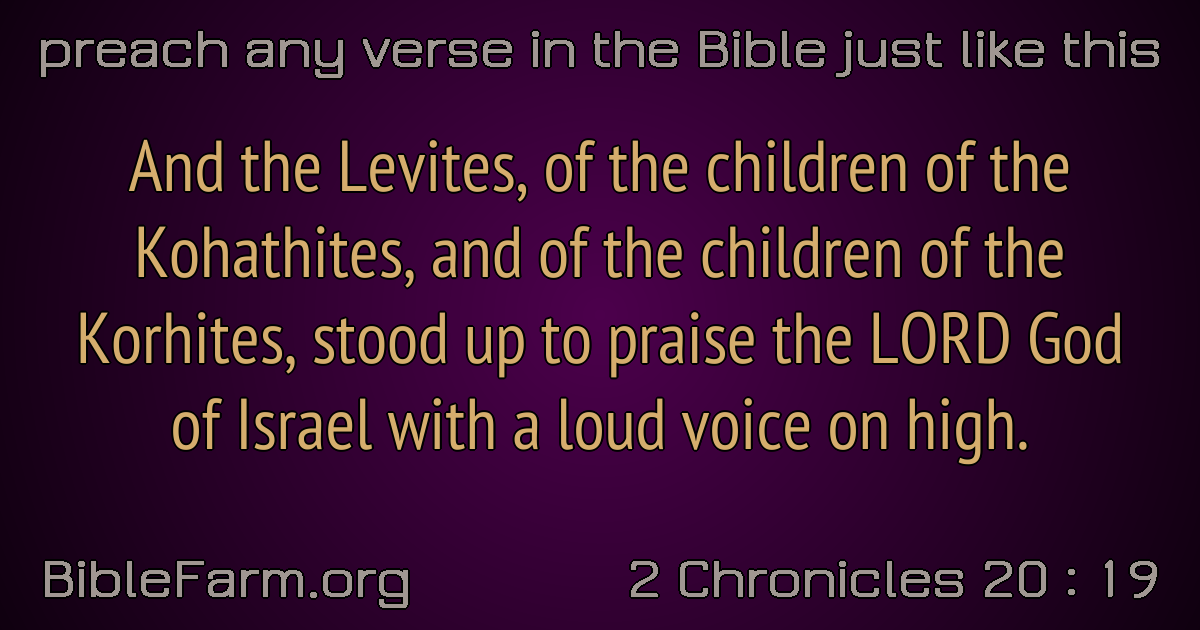 preach any verse in the Bible just like this
And the Levites, of the children of the
Kohathites, and of the children of the
Korhites, stood up to praise the LORD God
of Israel with a loud voice on high.
BibleFarm.org
2 Chronicles 20 : 19